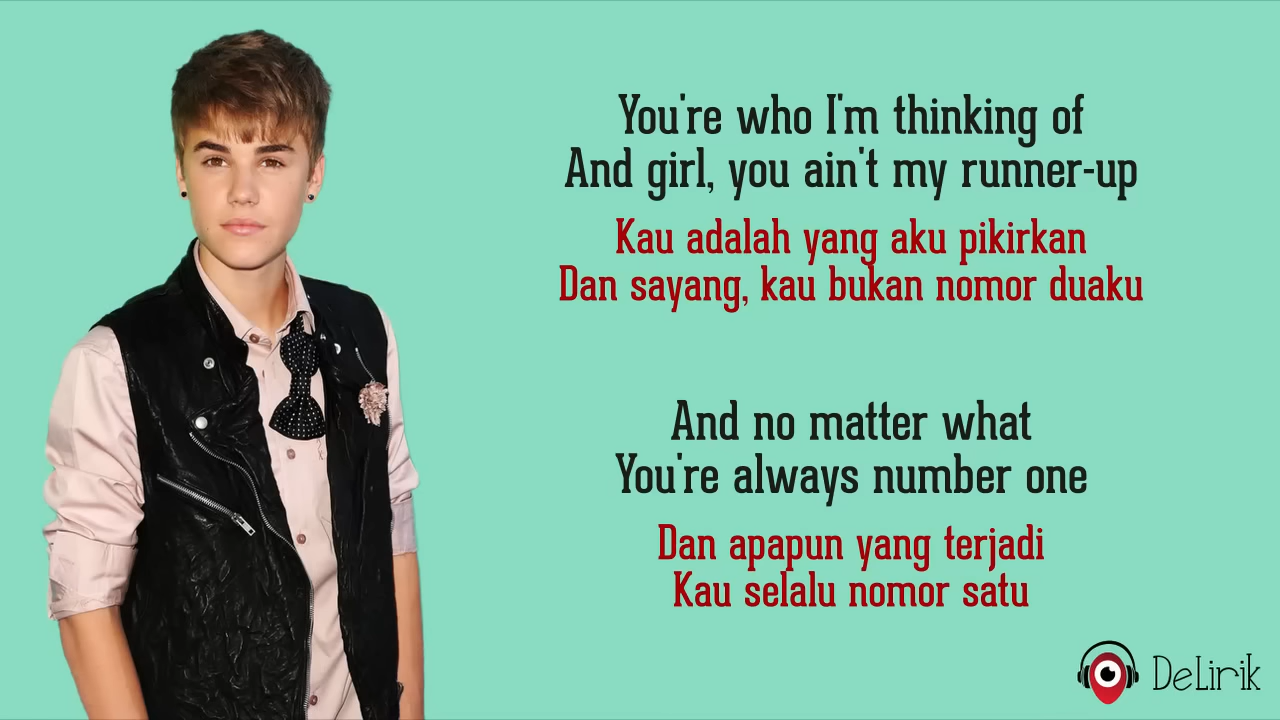 You're who I'm thinking of
And girl, you ain't my runner-up
Kau adalah yang aku pikirkan
Dan sayang, kau bukan nomor duaku
And no matter what
You're always number one
Dan apapun yang terjadi
Kau selalu nomor satu
DeLirik